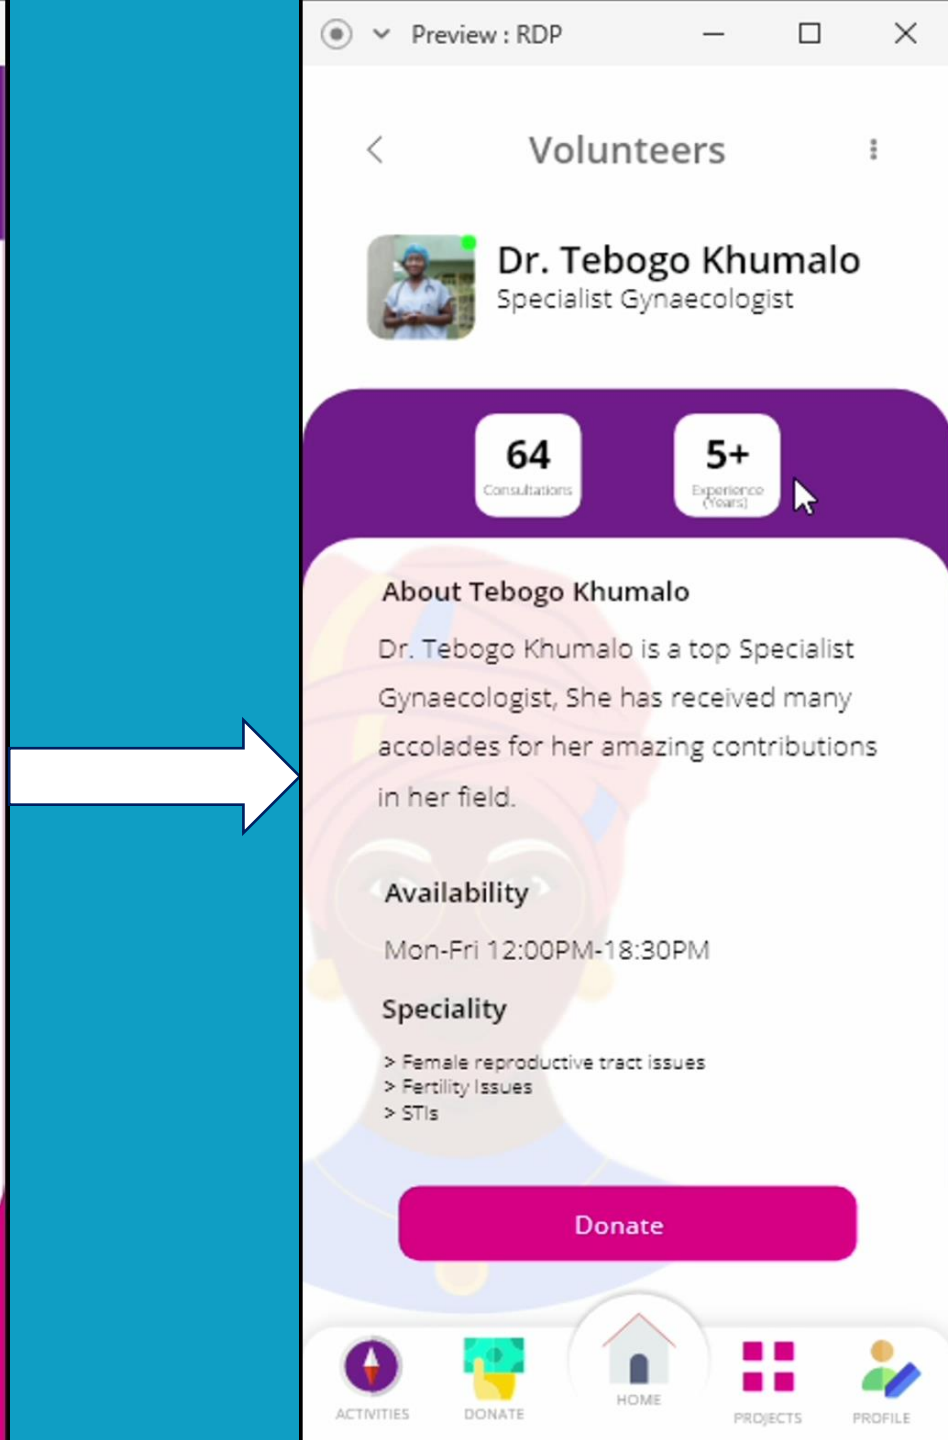 Preview : RDP
Volunteers
Dr. Tebogo Khumalo
Specialist Gynaecologist
64
Consultations
5+
Experience
(Years)
About Tebogo Khumalo
Dr. Tebogo Khumalo is a top Specialist
Gynaecologist, She has received many
accolades for her amazing contributions
in her field.
Availability
Mon-Fri 12:00PM-18:30PM
Speciality
> Female reproductive tract issues
> Fertility Issues
> STIs
Donate
ACTIVITIES
DONATE
HOME
PROJECTS
PROFILE